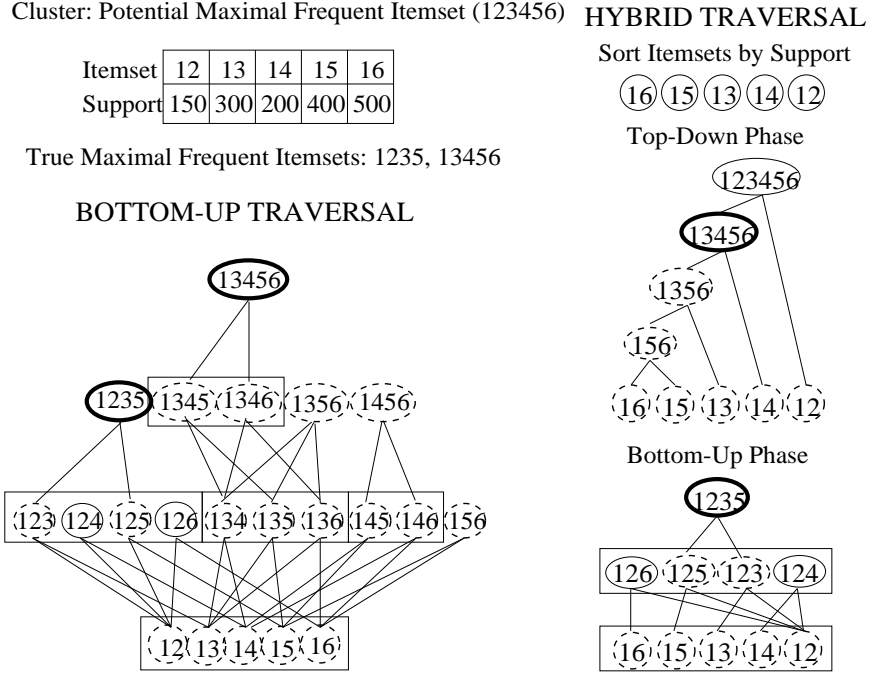 Cluster: Potential Maximal Frequent Itemset (123456)
Itemset 12 13 14 15 16
Support 150 300 200 400 500
True Maximal Frequent Itemsets: 1235, 13456
BOTTOM-UP TRAVERSAL
13456
1235 1345 1346 1356 1456
123 124 125 126 134 135 136 145 146 156
12 13 14 15 16
HYBRID TRAVERSAL
Sort Itemsets by Support
16 15 13 14 12
Top-Down Phase
123456
13456
1356
156
16 15 13 14 12
Bottom-Up Phase
1235
126 125 123 124
16 15 13 14 12